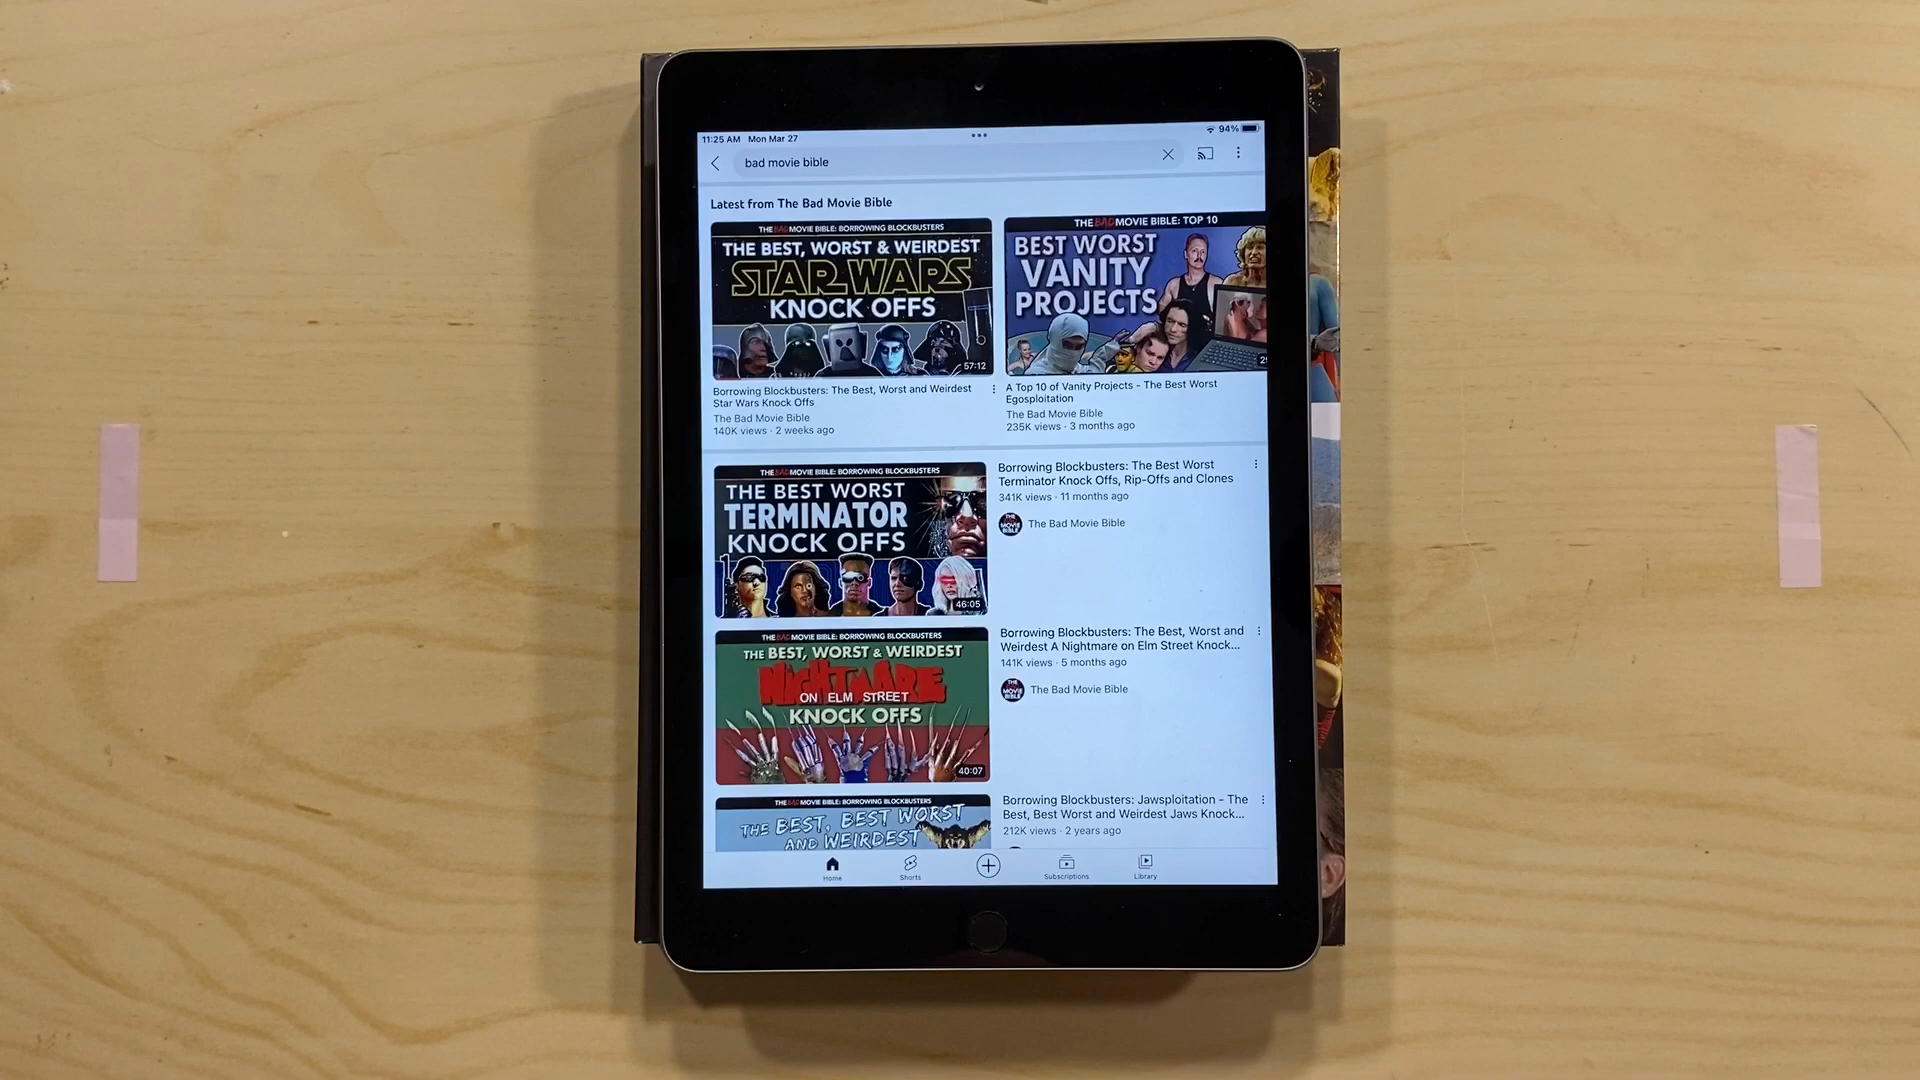 11:25 AM Mon Mar 27
94%
bad movie bible
Latest from The Bad Movie Bible
THE BAD MOVIE BIBLE: BORROWING BLOCKBUSTERS
THE BEST, WORST & WEIRDEST
STAR WARS
KNOCK OFFS
57:12
Borrowing Blockbusters: The Best, Worst and Weirdest
Star Wars Knock Offs
The Bad Movie Bible
140K views · 2 weeks ago
THE BAD MOVIE BIBLE: TOP 10
BEST WORST
VANITY
PROJECTS
A Top 10 of Vanity Projects - The Best Worst
Egosploitation
The Bad Movie Bible
235K views · 3 months ago
THE BAD MOVIE BIBLE: BORROWING BLOCKBUSTERS
THE BEST WORST
TERMINATOR
KNOCK OFFS
46:05
Borrowing Blockbusters: The Best Worst
Terminator Knock Offs, Rip-Offs and Clones
341K views · 11 months ago
THE
MOVIE
BIBLE
The Bad Movie Bible
THE BAD MOVIE BIBLE: BORROWING BLOCKBUSTERS
THE BEST, WORST & WEIRDEST
NIGHTMARE
ON ELM STREET
KNOCK OFFS
40:07
Borrowing Blockbusters: The Best, Worst and
Weirdest A Nightmare on Elm Street Knock...
141K views · 5 months ago
THE
MOVIE
BIBLE
The Bad Movie Bible
THE BAD MOVIE BIBLE: BORROWING BLOCKBUSTERS
THE BEST, BEST WORST
AND WEIRDEST
Borrowing Blockbusters: Jawsploitation - The
Best, Best Worst and Weirdest Jaws Knock...
212K views · 2 years ago
Home
Shorts
Subscriptions
Library